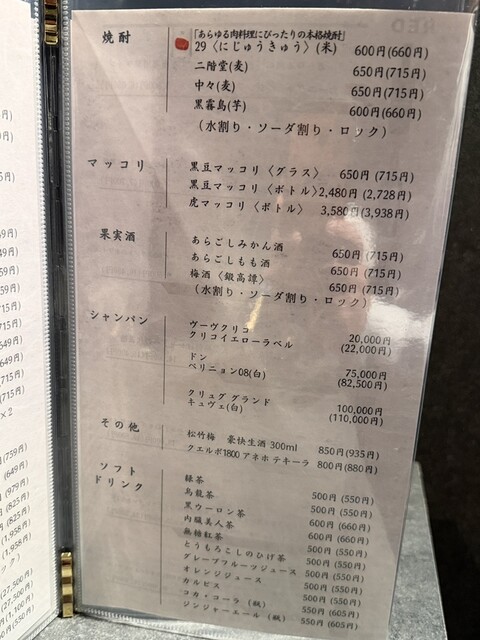 焼酎
「あらゆる肉料理にぴったりの本格焼酎」
29〈にじゅうきゅう〉(米) 600円(660円)
二階堂(麦) 650円(715円)
中々(麦) 650円(715円)
黒霧島(芋) 600円(660円)
(水割り・ソーダ割り・ロック)
マッコリ
黒豆マッコリ〈グラス〉 650円(715円)
黒豆マッコリ〈ボトル〉2,480円(2,728円)
虎マッコリ〈ボトル〉 3,580円(3,938円)
果実酒
あらごしみかん酒 650円(715円)
あらごしもも酒 650円(715円)
梅酒〈鍛高譚〉 650円(715円)
(水割り・ソーダ割り・ロック)
シャンパン
ヴーヴクリコ
クリコイエローラベル 20,000円
(22,000円)
ドン
ペリニョン08(白) 75,000円
(82,500円)
クリュグ グランド
キュヴェ(白) 100,000円
(110,000円)
その他
松竹梅 豪快生酒 300ml 850円(935円)
クエルボ1800 アネホ テキーラ 800円(880円)
ソフト
ドリンク
緑茶 500円(550円)
烏龍茶 500円(550円)
黒ウーロン茶 600円(660円)
肉職美人茶 600円(660円)
無糖紅茶 500円(550円)
とうもろこしのひげ茶 500円(550円)
グレープフルーツジュース 500円(550円)
オレンジジュース 500円(550円)
カルピス 500円(550円)
コカ・コーラ(瓶) 550円(605円)
ジンジャーエール(瓶) 550円(605円)